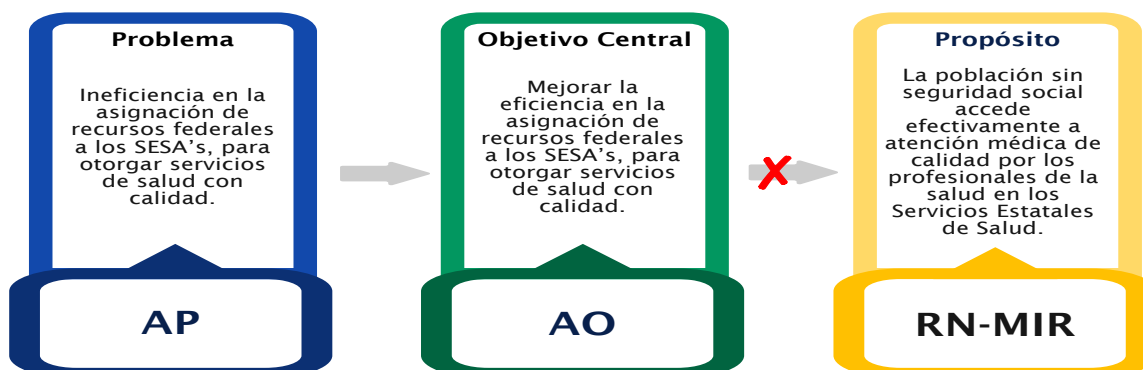 Problema
Ineficiencia en la
asignación de
recursos federales
a los SESA's, para
otorgar servicios
de salud con
calidad.
AP
Objetivo Central
Mejorar la
eficiencia en la
asignación de
recursos federales
a los SESA's, para
otorgar servicios
de salud con
calidad.
AO
Propósito
La población sin
seguridad social
accede
efectivamente a
atención médica de
calidad por los
profesionales de la
salud en los
Servicios Estatales
de Salud.
RN-MIR